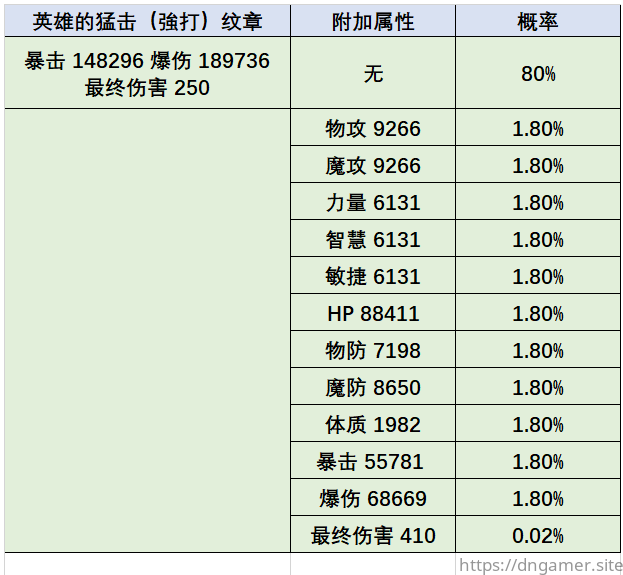 英雄的猛击（強打）纹章 附加属性 概率
暴击 148296 爆伤 189736
最终伤害 250
无 80%
物攻 9266 1.80%
魔攻 9266 1.80%
力量 6131 1.80%
智慧 6131 1.80%
敏捷 6131 1.80%
HP 88411 1.80%
物防 7198 1.80%
魔防 8650 1.80%
体质 1982 1.80%
暴击 55781 1.80%
爆伤 68669 1.80%
最终伤害 410 0.02%
https://dngamer.site